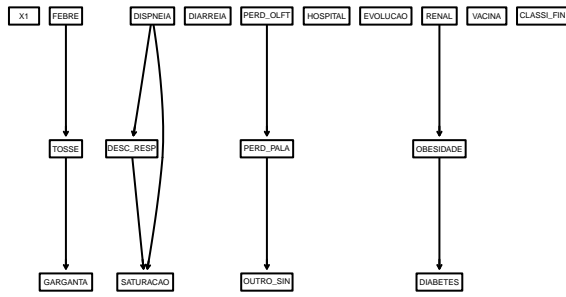 X1 FEBRE DISPNEIA DIARREIA PERD_OLFT HOSPITAL EVOLUCAO RENAL VACINA CLASSI_FIN
TOSSE DESC_RESP PERD_PALA OBESIDADE
GARGANTA SATURACAO OUTRO_SIN DIABETES